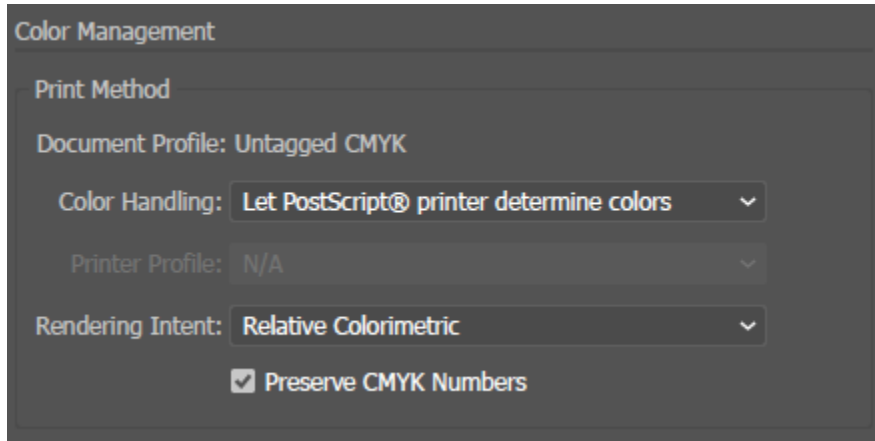 Color Management
Print Method
Document Profile: Untagged CMYK
Color Handling: Let PostScript® printer determine colors
Printer Profile: N/A
Rendering Intent: Relative Colorimetric
Preserve CMYK Numbers